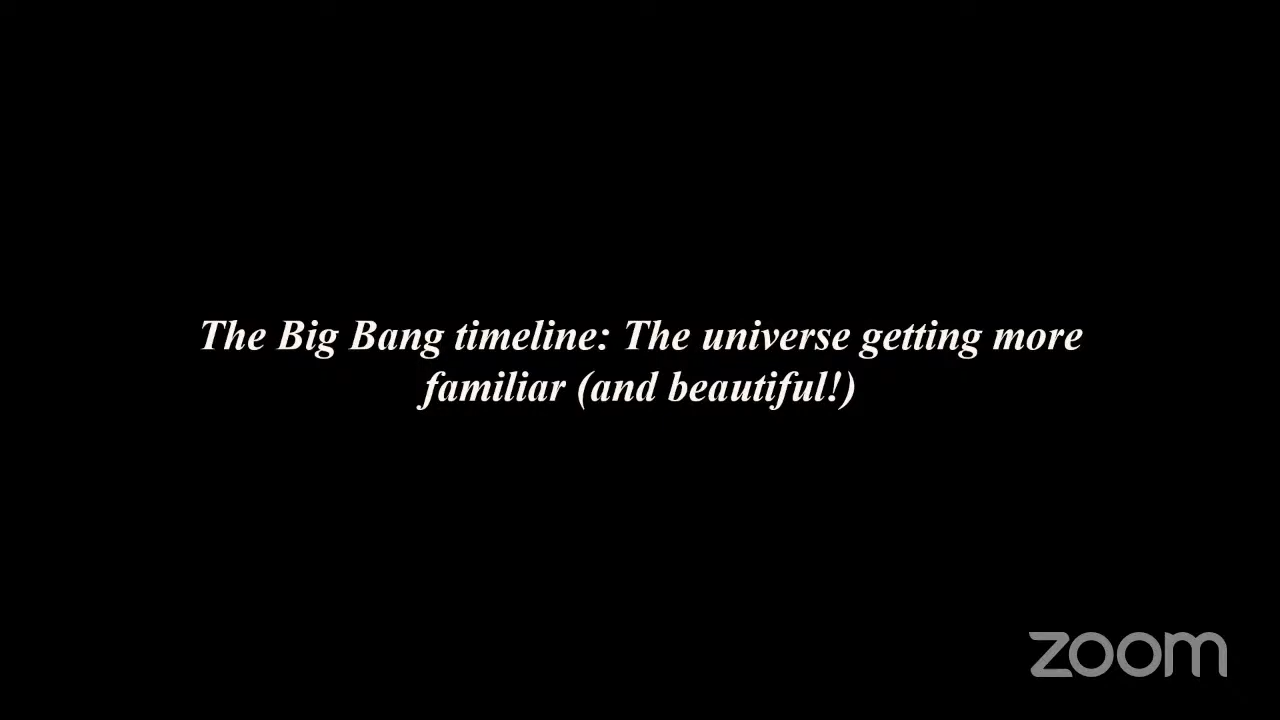 The Big Bang timeline: The universe getting more
familiar (and beautiful!)
zoom